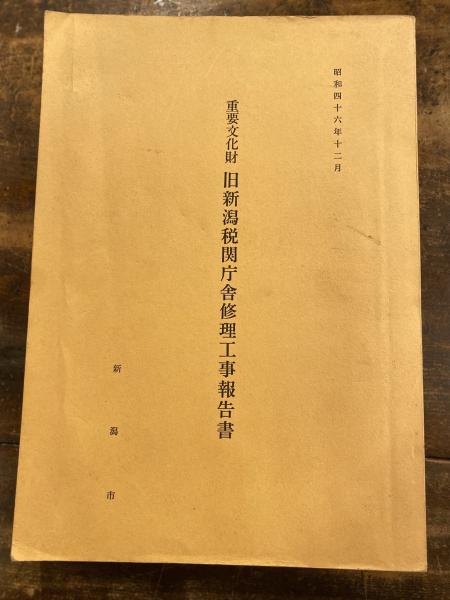 昭和四十六年十二月
重要文化財 旧新潟税関庁舎修理工事報告書
新潟市